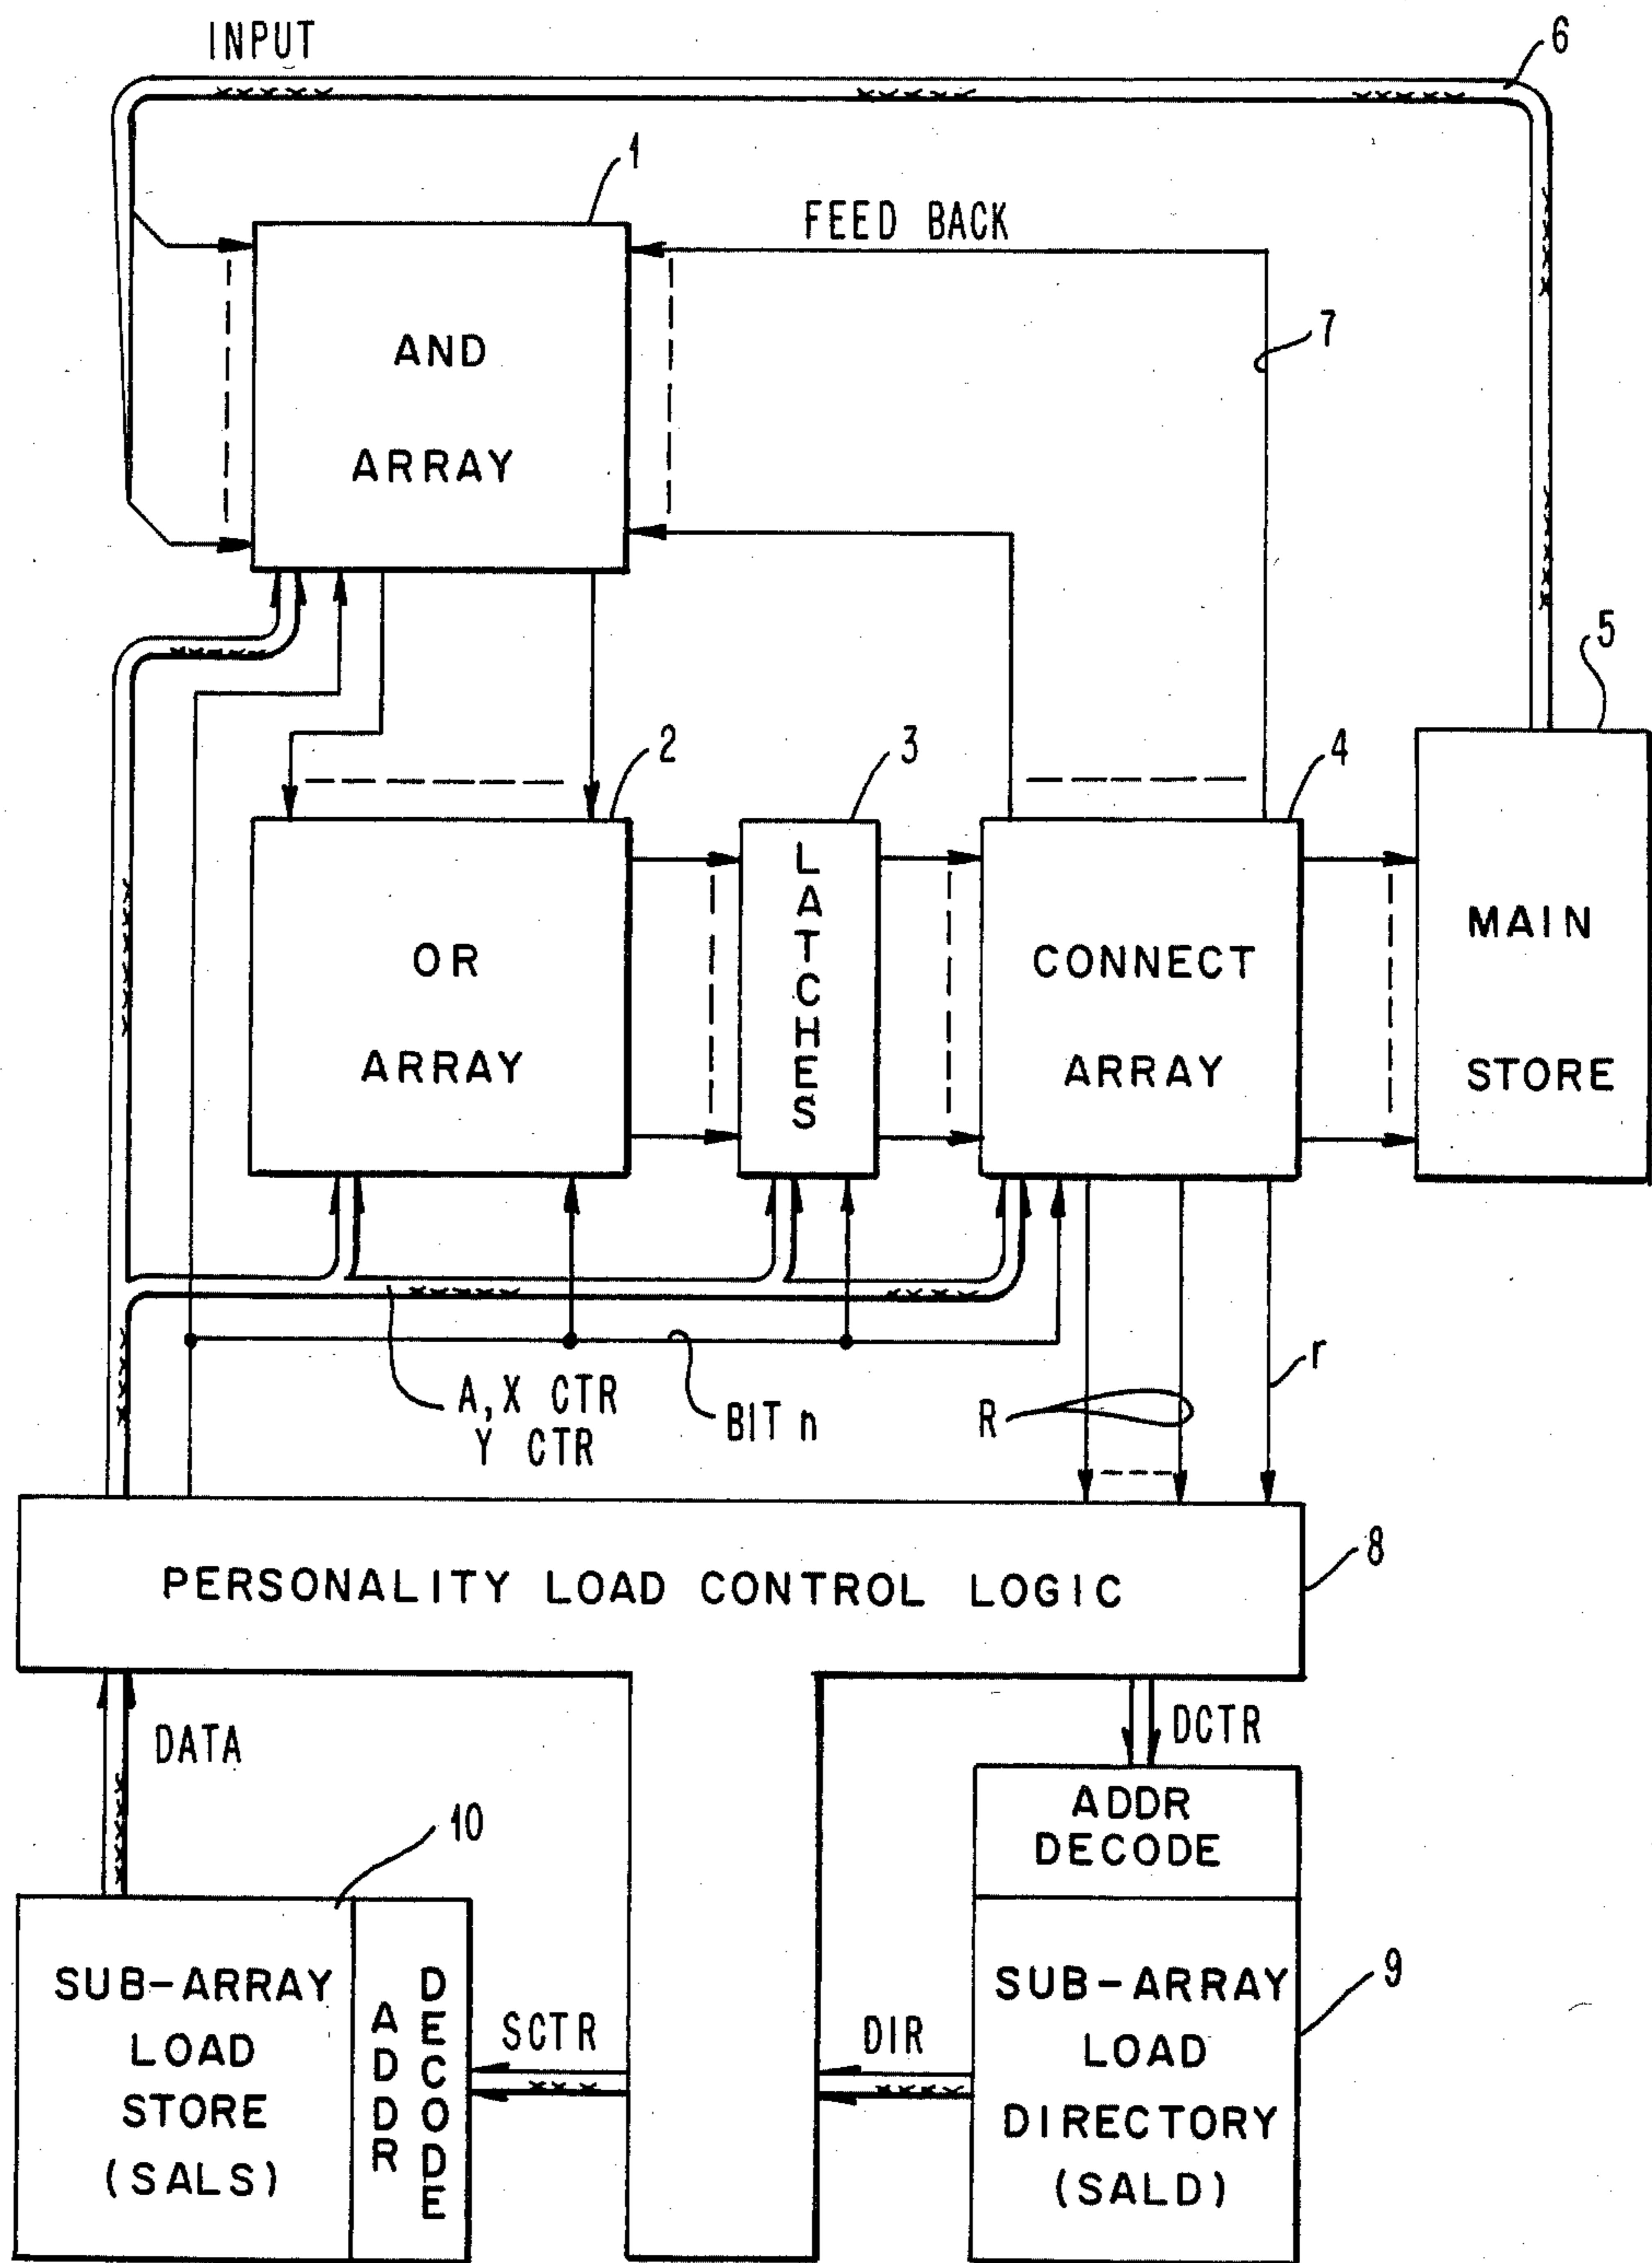 INPUT
6
1
FEED BACK
AND
ARRAY
7
5
2
3
4
OR
ARRAY
LATCHES
CONNECT
ARRAY
MAIN
STORE
A,X CTR
Y CTR
BIT n
R
r
PERSONALITY LOAD CONTROL LOGIC
8
DATA
DCTR
10
ADDR
DECODE
SUB-ARRAY
LOAD
STORE
(SALS)
ADDR
DECODE
SCTR
DIR
SUB-ARRAY
LOAD
DIRECTORY
(SALD)
9